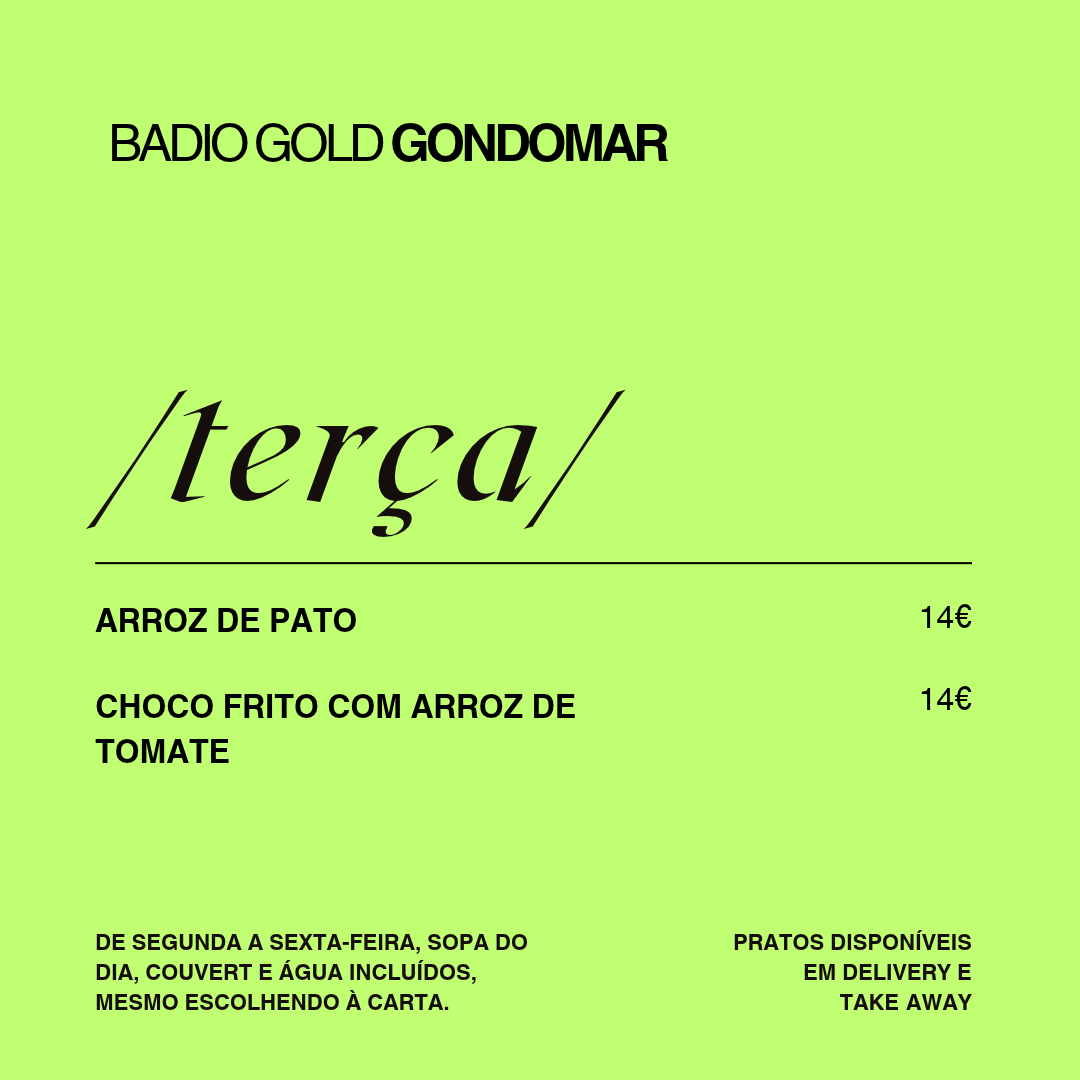 BADIO GOLD GONDOMAR
/terça/
ARROZ DE PATO 14€
CHOCO FRITO COM ARROZ DE 14€
TOMATE
DE SEGUNDA A SEXTA-FEIRA, SOPA DO
DIA, COUVERT E ÁGUA INCLUÍDOS,
MESMO ESCOLHENDO À CARTA.
PRATOS DISPONÍVEIS
EM DELIVERY E
TAKE AWAY